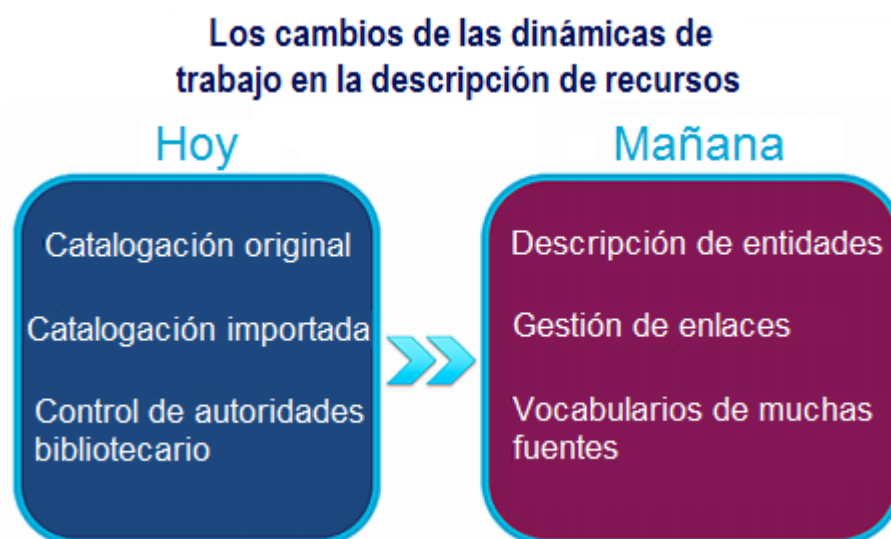 Los cambios de las dinámicas de
trabajo en la descripción de recursos
Hoy
Catalogación original
Catalogación importada
Control de autoridades
bibliotecario
Mañana
Descripción de entidades
Gestión de enlaces
Vocabularios de muchas
fuentes